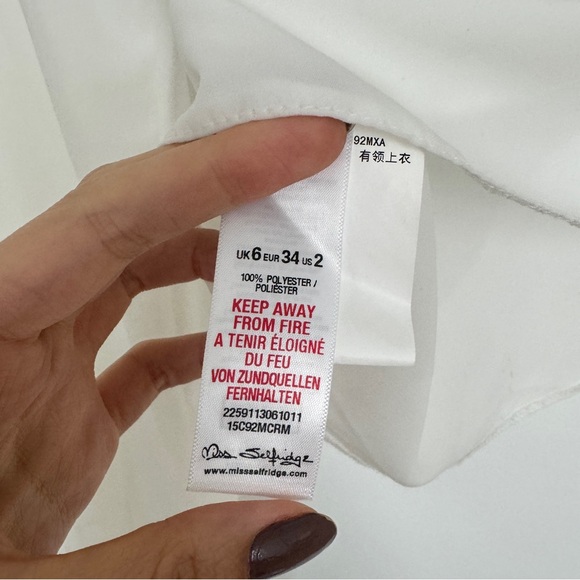 92MXA
有领上衣
UK 6 EUR 34 US 2
100% POLYESTER /
POLIÉSTER
KEEP AWAY
FROM FIRE
A TENIR ÉLOIGNÉ
DU FEU
VON ZUNDQUELLEN
FERNHALTEN
2259113061011
15C92MCRM
Miss Selfridge
www.missselfridge.com